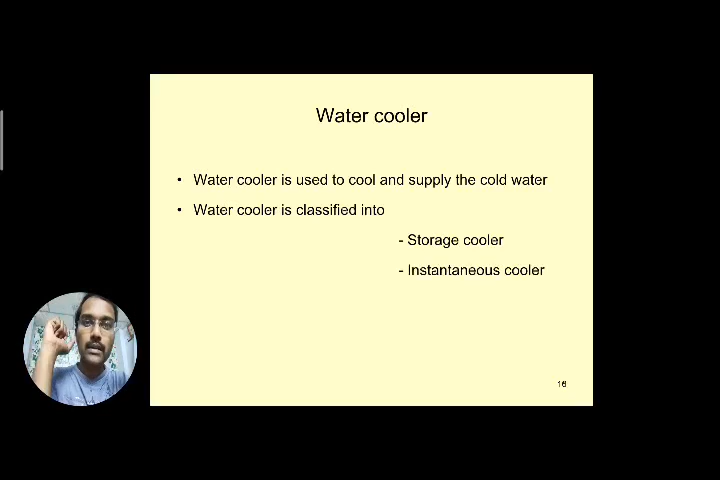 Water cooler
• Water cooler is used to cool and supply the cold water
• Water cooler is classified into
- Storage cooler
- Instantaneous cooler
16